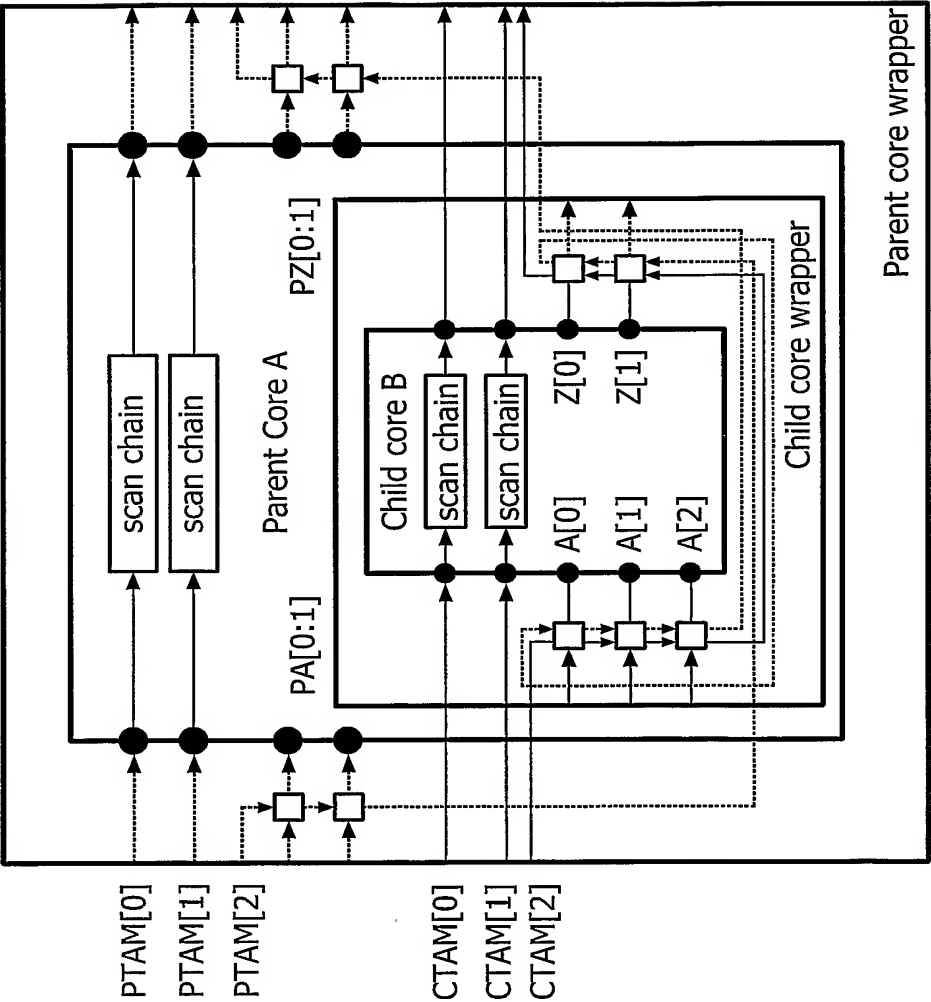 Parent core wrapper
PZ[0:1]
Child core wrapper
scan chain
scan chain
Parent Core A
Child core B
scan chain
scan chain
Z[0]
Z[1]
A[0]
A[1]
A[2]
PA[0:1]
PTAM[0]
PTAM[1]
PTAM[2]
CTAM[0]
CTAM[1]
CTAM[2]